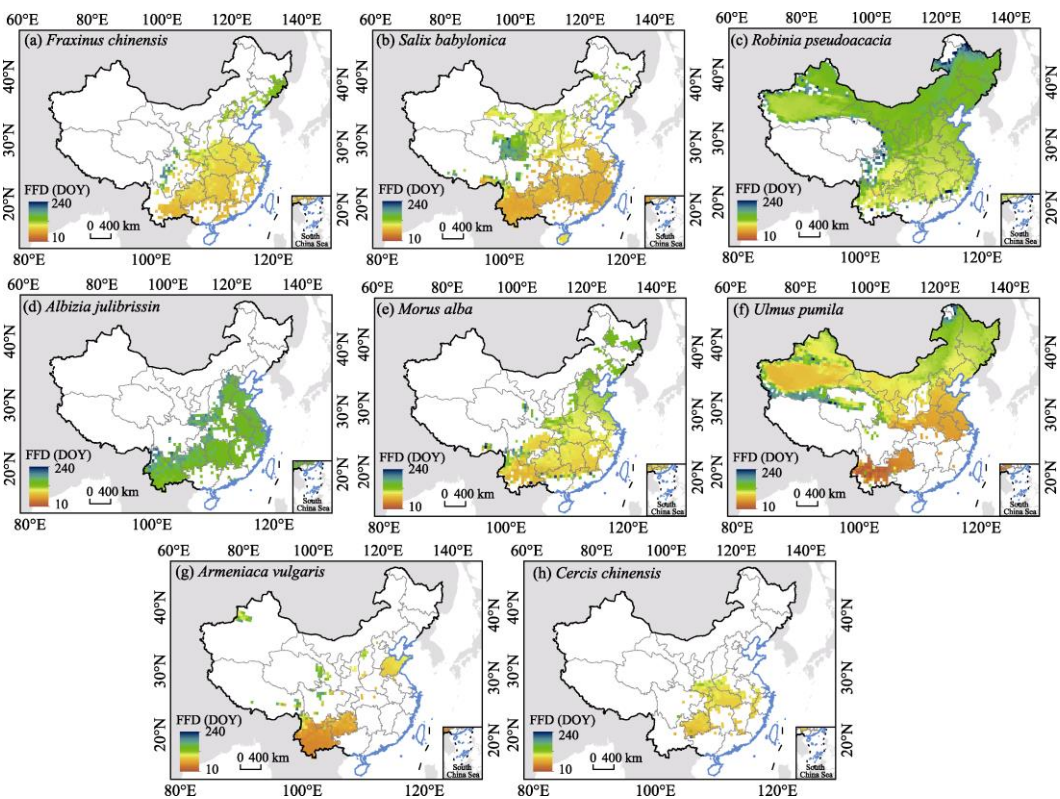 60°E 80°E 100°E 120°E 140°E
(a) Fraxinus chinensis
40°N
30°N
20°N
FFD (DOY)
240
10
0 400 km
South
China Sea
80°E 100°E 120°E
60°E 80°E 100°E 120°E 140°E
(b) Salix babylonica
40°N
30°N
20°N
FFD (DOY)
240
10
0 400 km
South
China Sea
80°E 100°E 120°E
60°E 80°E 100°E 120°E 140°E
(c) Robinia pseudoacacia
40°N
30°N
20°N
FFD (DOY)
240
10
0 400 km
South
China Sea
80°E 100°E 120°E
60°E 80°E 100°E 120°E 140°E
(d) Albizia julibrissin
40°N
30°N
20°N
FFD (DOY)
240
10
0 400 km
South
China Sea
80°E 100°E 120°E
60°E 80°E 100°E 120°E 140°E
(e) Morus alba
40°N
30°N
20°N
FFD (DOY)
240
10
0 400 km
South
China Sea
80°E 100°E 120°E
60°E 80°E 100°E 120°E 140°E
(f) Ulmus pumila
40°N
30°N
20°N
FFD (DOY)
240
10
0 400 km
South
China Sea
80°E 100°E 120°E
60°E 80°E 100°E 120°E 140°E
(g) Armeniaca vulgaris
40°N
30°N
20°N
FFD (DOY)
240
10
0 400 km
South
China Sea
80°E 100°E 120°E
60°E 80°E 100°E 120°E 140°E
(h) Cercis chinensis
40°N
30°N
20°N
FFD (DOY)
240
10
0 400 km
South
China Sea
80°E 100°E 120°E